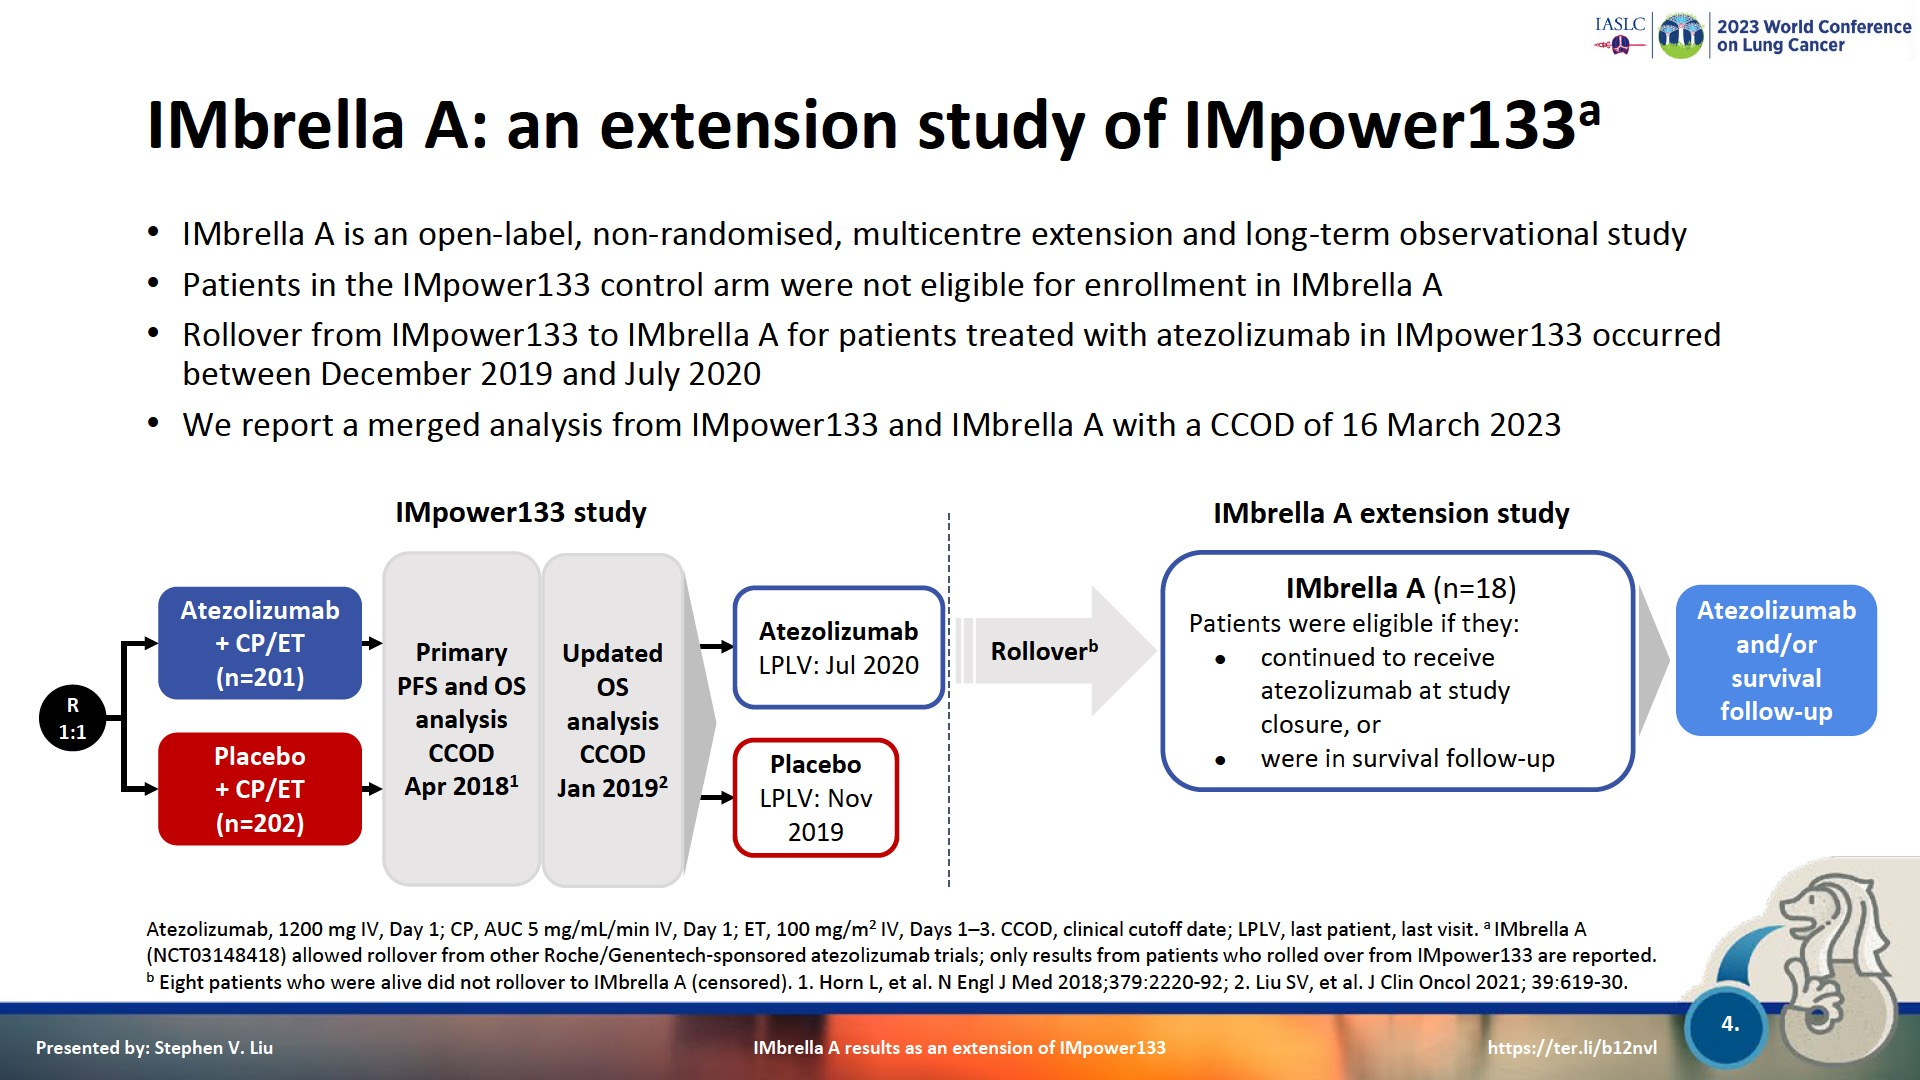 IASLC
2023 World Conference
on Lung Cancer
IMbrella A: an extension study of IMpower133ᵃ
• IMbrella A is an open-label, non-randomised, multicentre extension and long-term observational study
• Patients in the IMpower133 control arm were not eligible for enrollment in IMbrella A
• Rollover from IMpower133 to IMbrella A for patients treated with atezolizumab in IMpower133 occurred
between December 2019 and July 2020
• We report a merged analysis from IMpower133 and IMbrella A with a CCOD of 16 March 2023
IMpower133 study
R
1:1
Atezolizumab
+ CP/ET
(n=201)
Placebo
+ CP/ET
(n=202)
Primary
PFS and OS
analysis
CCOD
Apr 2018¹
Updated
OS
analysis
CCOD
Jan 2019²
Atezolizumab
LPLV: Jul 2020
Placebo
LPLV: Nov
2019
Rolloverᵇ
IMbrella A extension study
IMbrella A (n=18)
Patients were eligible if they:
• continued to receive
atezolizumab at study
closure, or
• were in survival follow-up
Atezolizumab
and/or
survival
follow-up
Atezolizumab, 1200 mg IV, Day 1; CP, AUC 5 mg/mL/min IV, Day 1; ET, 100 mg/m² IV, Days 1–3. CCOD, clinical cutoff date; LPLV, last patient, last visit. ᵃ IMbrella A
(NCT03148418) allowed rollover from other Roche/Genentech-sponsored atezolizumab trials; only results from patients who rolled over from IMpower133 are reported.
ᵇ Eight patients who were alive did not rollover to IMbrella A (censored). 1. Horn L, et al. N Engl J Med 2018;379:2220-92; 2. Liu SV, et al. J Clin Oncol 2021; 39:619-30.
4.
Presented by: Stephen V. Liu
IMbrella A results as an extension of IMpower133
https://ter.li/b12nvl